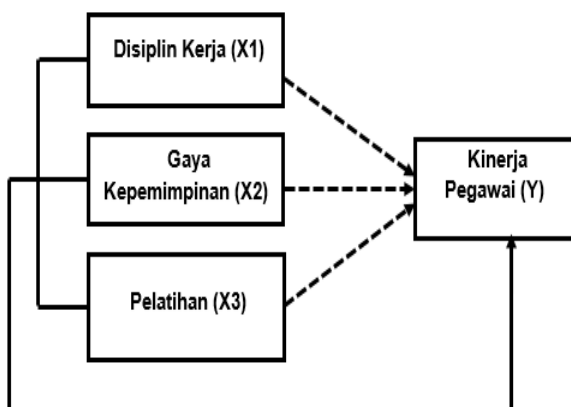 Disiplin Kerja (X1)
Gaya
Kepemimpinan (X2)
Pelatihan (X3)
Kinerja
Pegawai (Y)